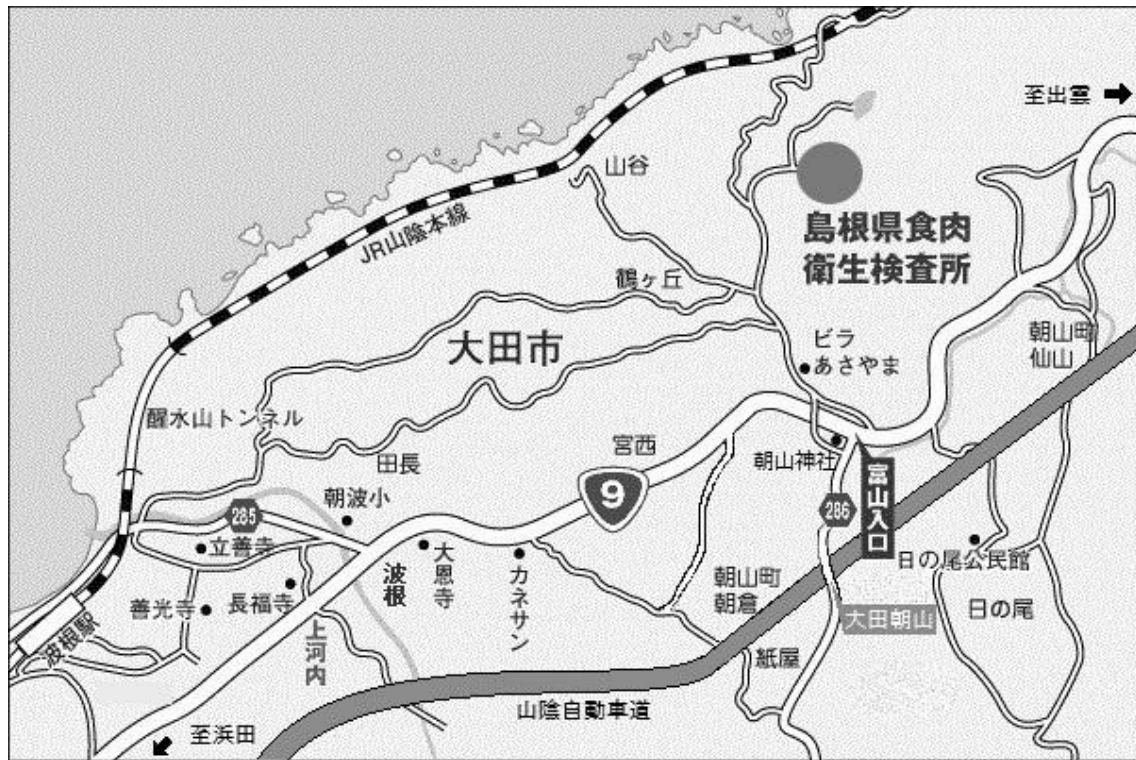 至出雲
山谷
島根県食肉
衛生検査所
JR山陰本線
鶴ヶ丘
大田市
ビラ
あさやま
朝山町
仙山
醒水山トンネル
宮西
田長
朝山神社
9
富山入口
朝波小
285
286
立善寺
波根
大恩寺
カネサン
日の尾公民館
朝山町
朝倉
善光寺
長福寺
大田朝山
日の尾
波根駅
上河内
紙屋
山陰自動車道
至浜田